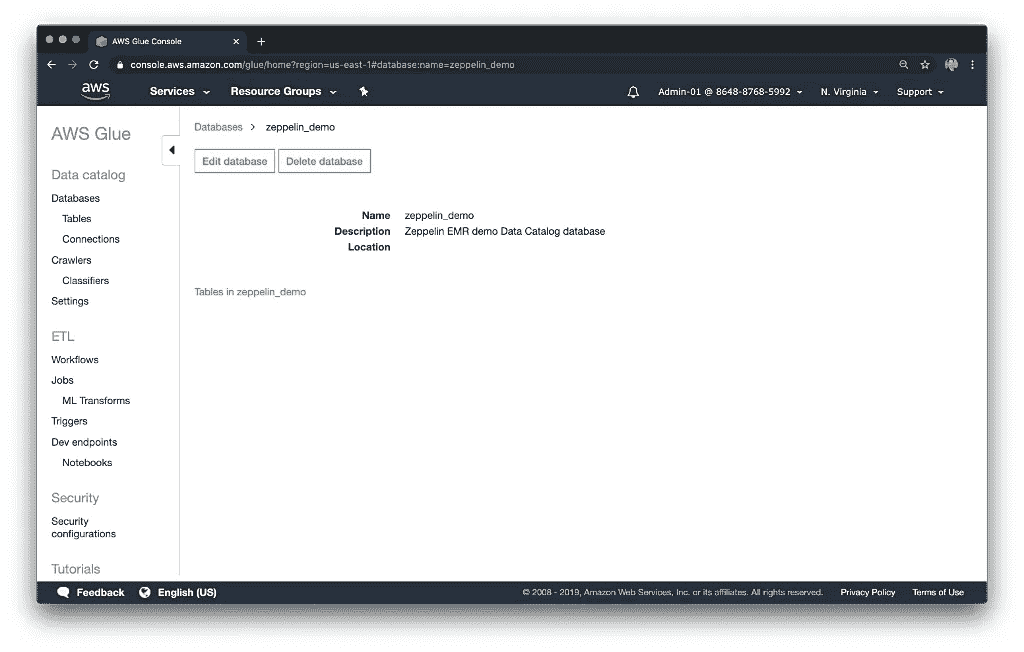 AWS Glue Console
console.aws.amazon.com/glue/home?region=us-east-1#database:name=zeppelin_demo
aws Services Resource Groups Admin-01 @ 8648-8768-5992 N. Virginia Support
AWS Glue
Data catalog
Databases
Tables
Connections
Crawlers
Classifiers
Settings
ETL
Workflows
Jobs
ML Transforms
Triggers
Dev endpoints
Notebooks
Security
Security
configurations
Tutorials
Databases > zeppelin_demo
Edit database Delete database
Name zeppelin_demo
Description Zeppelin EMR demo Data Catalog database
Location
Tables in zeppelin_demo
Feedback English (US) © 2008 - 2019, Amazon Web Services, Inc. or its affiliates. All rights reserved. Privacy Policy Terms of Use